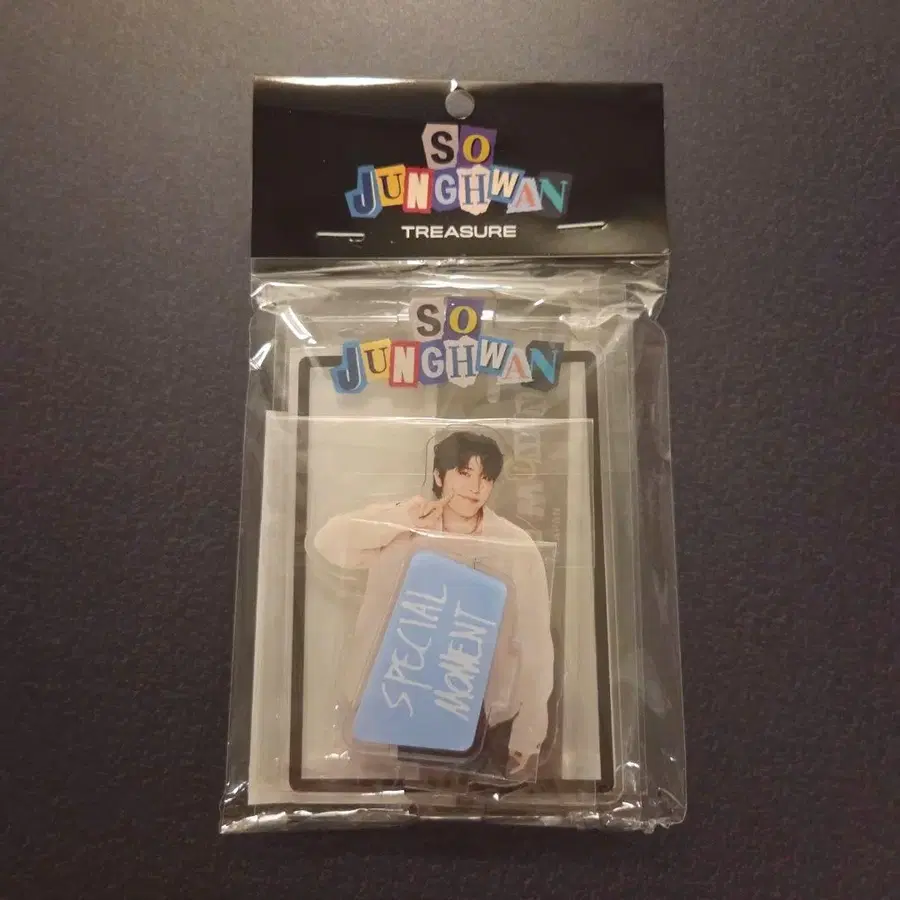 SO
JUNGHWAN
TREASURE
SO
JUNGHWAN
SPECIAL
MOMENT